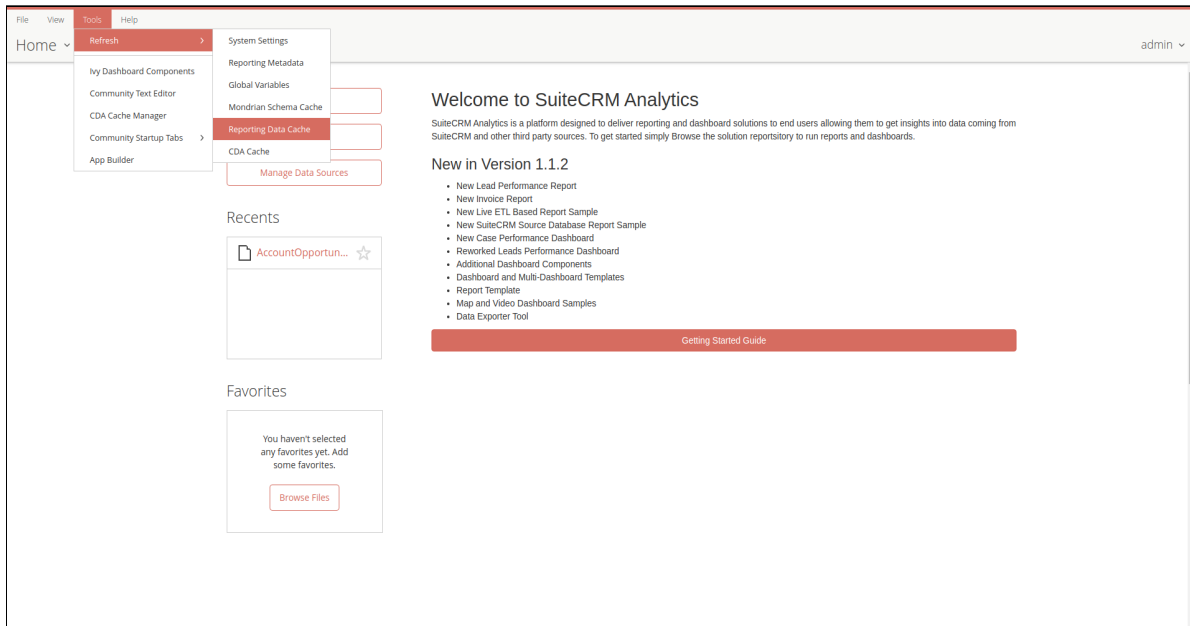 File View Tools Help
Home
admin
Refresh
Ivy Dashboard Components
Community Text Editor
CDA Cache Manager
Community Startup Tabs
App Builder
System Settings
Reporting Metadata
Global Variables
Mondrian Schema Cache
Reporting Data Cache
CDA Cache
Manage Data Sources
Recents
AccountOpportun...
Favorites
You haven't selected
any favorites yet. Add
some favorites.
Browse Files
Welcome to SuiteCRM Analytics
SuiteCRM Analytics is a platform designed to deliver reporting and dashboard solutions to end users allowing them to get insights into data coming from
SuiteCRM and other third party sources. To get started simply Browse the solution reportsitory to run reports and dashboards.
New in Version 1.1.2
New Lead Performance Report
New Invoice Report
New Live ETL Based Report Sample
New SuiteCRM Source Database Report Sample
New Case Performance Dashboard
Reworked Leads Performance Dashboard
Additional Dashboard Components
Dashboard and Multi-Dashboard Templates
Report Template
Map and Video Dashboard Samples
Data Exporter Tool
Getting Started Guide